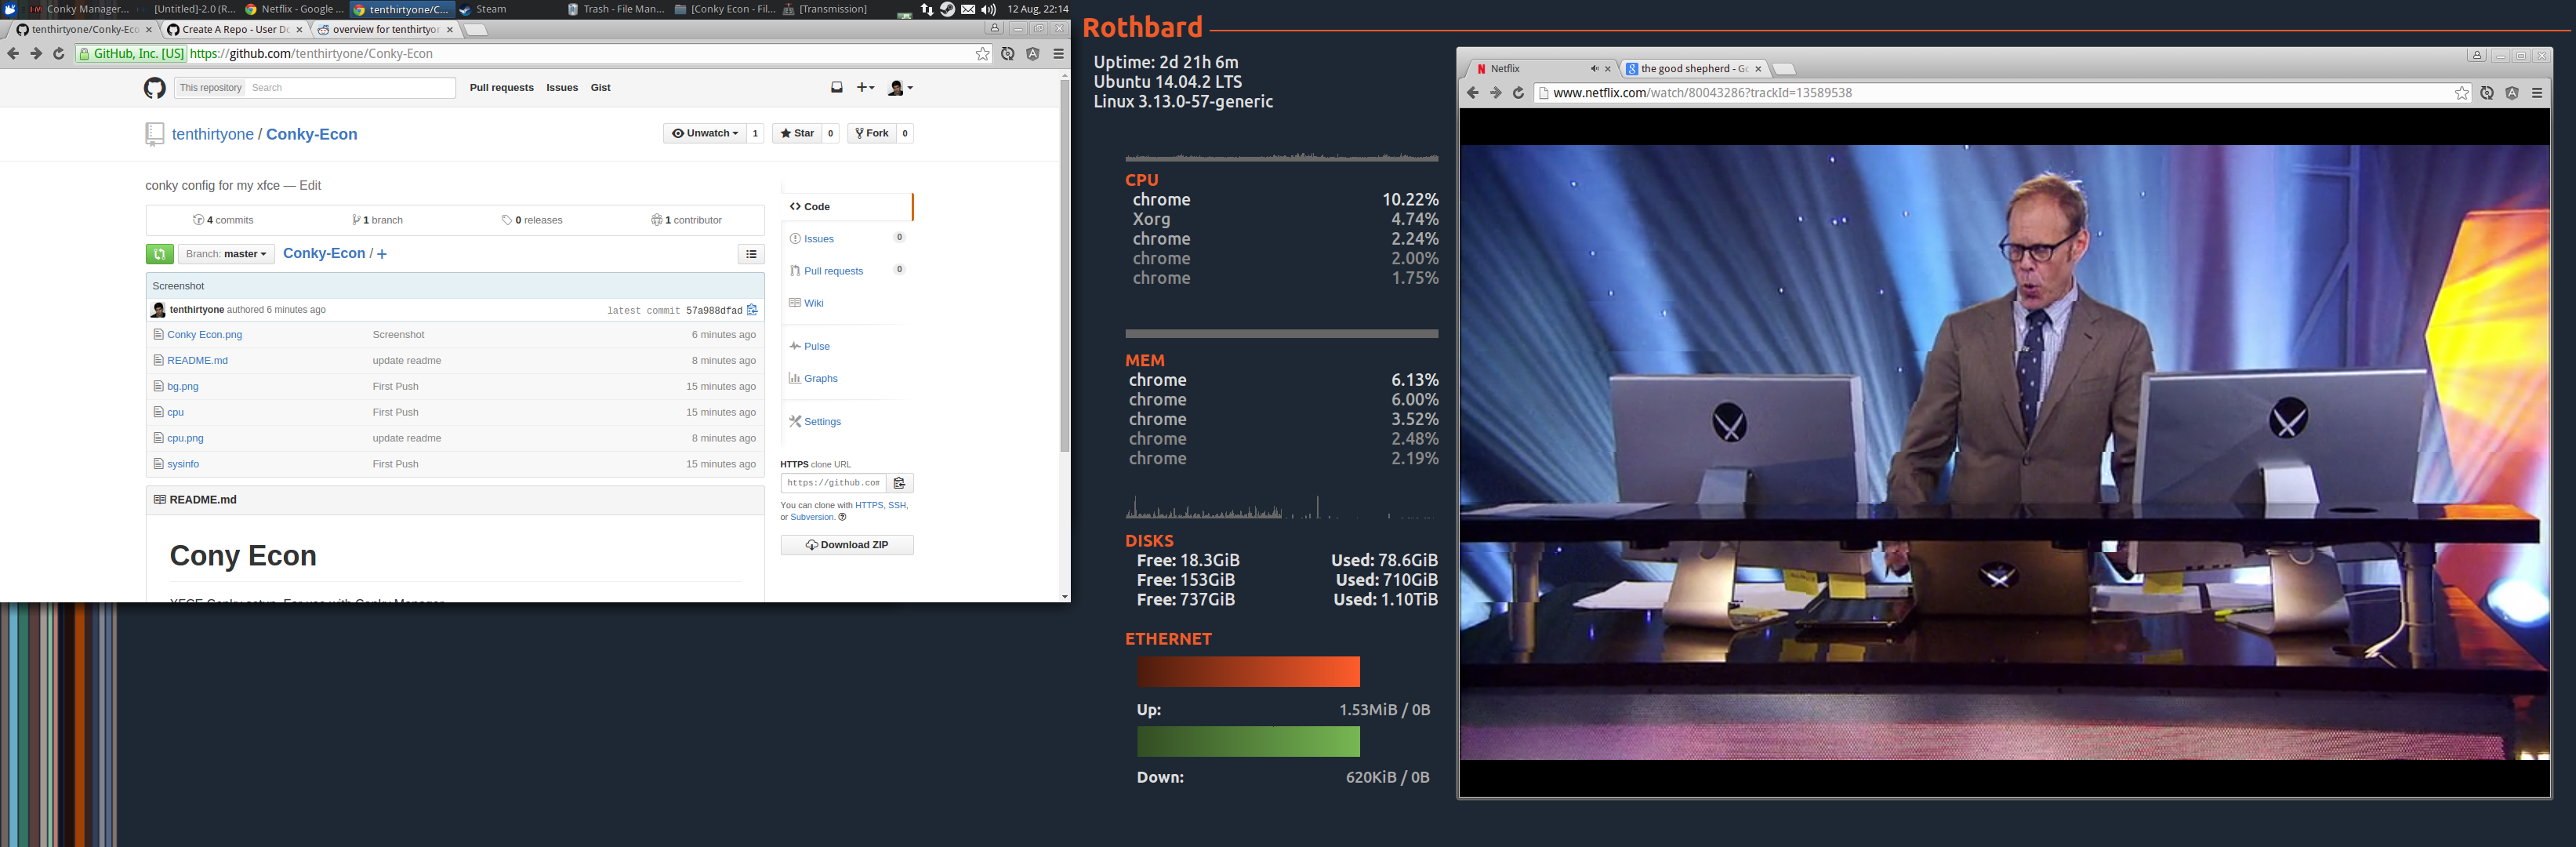 Conky Manager...
[Untitled]-2.0 (R...
Netflix - Google ...
tenthirtyone/C...
Steam
Trash - File Man...
[Conky Econ - Fil...
[Transmission]
12 Aug, 22:14
tenthirtyone/Conky-Eco
Create A Repo - User Do
overview for tenthirtyor
GitHub, Inc. [US] https://github.com/tenthirtyone/Conky-Econ
This repository Search Pull requests Issues Gist
tenthirtyone / Conky-Econ
Unwatch 1 Star 0 Fork 0
conky config for my xfce — Edit
4 commits 1 branch 0 releases 1 contributor
Branch: master Conky-Econ / +
Screenshot
tenthirtyone authored 6 minutes ago latest commit 57a988dfad
Conky Econ.png Screenshot 6 minutes ago
README.md update readme 8 minutes ago
bg.png First Push 15 minutes ago
cpu First Push 15 minutes ago
cpu.png update readme 8 minutes ago
sysinfo First Push 15 minutes ago
README.md
Cony Econ
XFCE Conky setup. For use with Conky Manager
Code
Issues 0
Pull requests 0
Wiki
Pulse
Graphs
Settings
HTTPS clone URL
https://github.com
You can clone with HTTPS, SSH,
or Subversion.
Download ZIP
Rothbard
Uptime: 2d 21h 6m
Ubuntu 14.04.2 LTS
Linux 3.13.0-57-generic
CPU
chrome 10.22%
Xorg 4.74%
chrome 2.24%
chrome 2.00%
chrome 1.75%
MEM
chrome 6.13%
chrome 6.00%
chrome 3.52%
chrome 2.48%
chrome 2.19%
DISKS
Free: 18.3GiB Used: 78.6GiB
Free: 153GiB Used: 710GiB
Free: 737GiB Used: 1.10TiB
ETHERNET
Up: 1.53MiB / 0B
Down: 620KiB / 0B
Netflix
the good shepherd - Go
www.netflix.com/watch/80043286?trackId=13589538